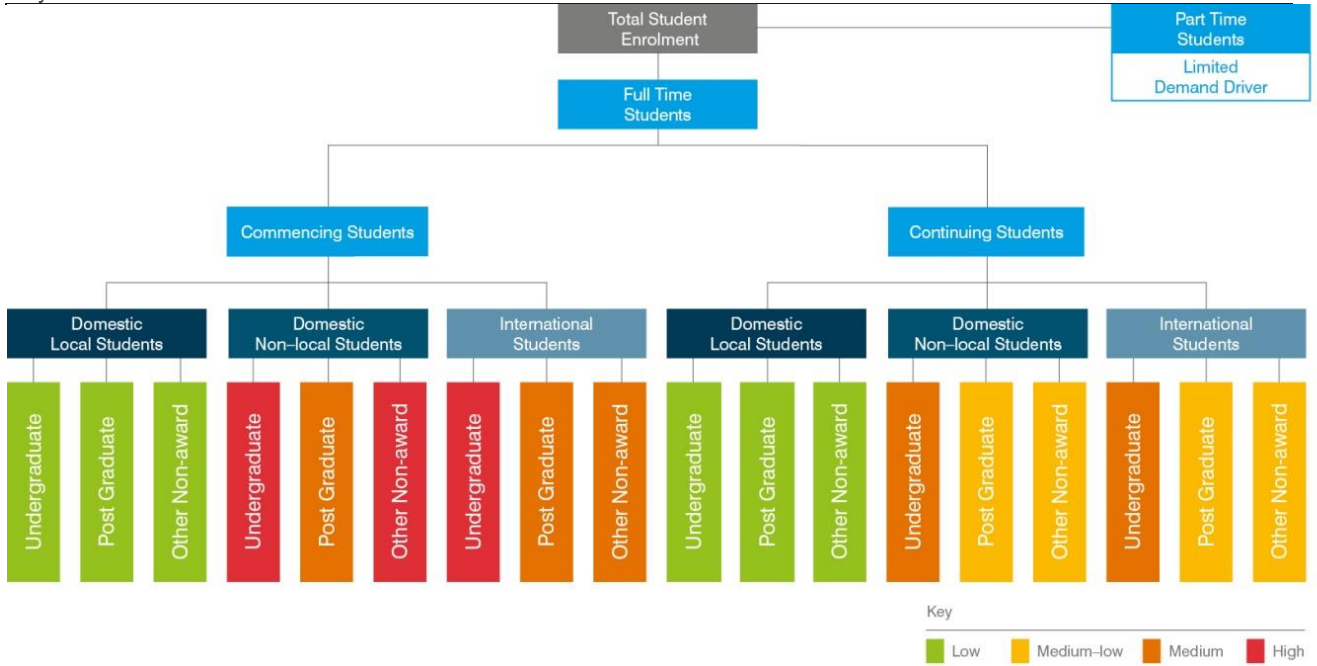 Total Student
Enrolment
Part Time
Students
Limited
Demand Driver
Full Time
Students
Commencing Students
Continuing Students
Domestic
Local Students
Domestic
Non–local Students
International
Students
Domestic
Local Students
Domestic
Non–local Students
International
Students
Undergraduate
Post Graduate
Other Non-award
Undergraduate
Post Graduate
Other Non-award
Undergraduate
Post Graduate
Other Non-award
Undergraduate
Post Graduate
Other Non-award
Undergraduate
Post Graduate
Other Non-award
Undergraduate
Post Graduate
Other Non-award
Key
Low
Medium–low
Medium
High